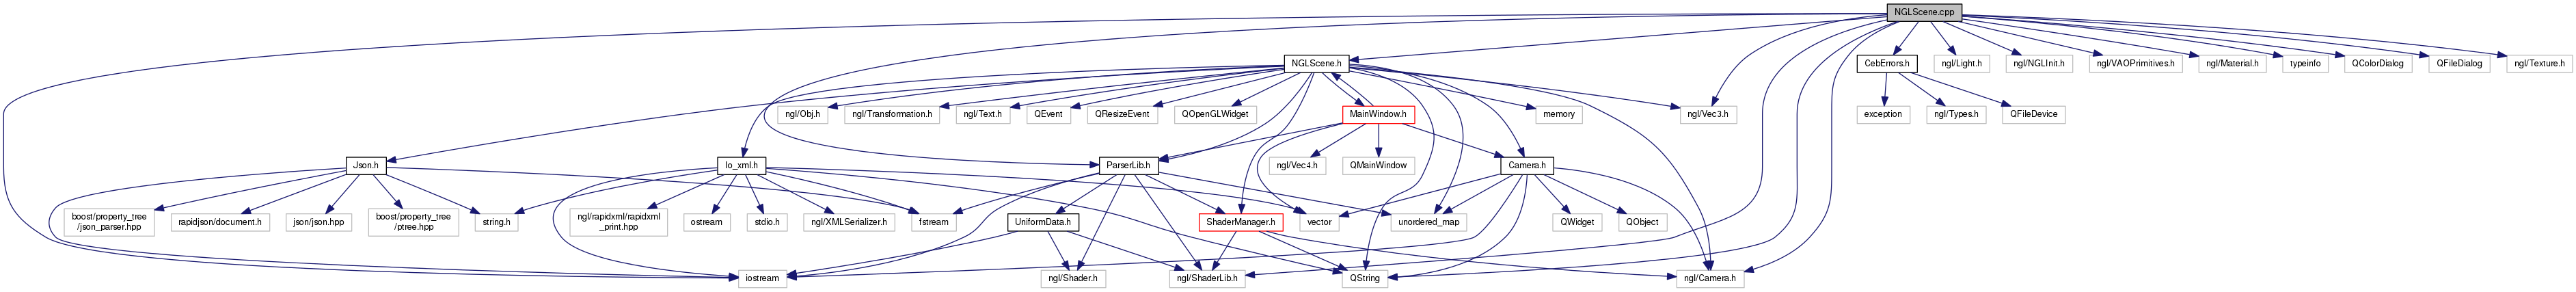 NGLScene.cpp
NGLScene.h
CebErrors.h
ngl/Light.h
ngl/NGLInit.h
ngl/VAOPrimitives.h
ngl/Material.h
typeinfo
QColorDialog
QFileDialog
ngl/Texture.h
ngl/Obj.h
ngl/Transformation.h
ngl/Text.h
QEvent
QResizeEvent
QOpenGLWidget
MainWindow.h
memory
ngl/Vec3.h
exception
ngl/Types.h
QFileDevice
Json.h
Io_xml.h
ParserLib.h
ngl/Vec4.h
QMainWindow
Camera.h
boost/property_tree
/json_parser.hpp
rapidjson/document.h
json/json.hpp
boost/property_tree
/ptree.hpp
string.h
ngl/rapidxml/rapidxml
_print.hpp
ostream
stdio.h
ngl/XMLSerializer.h
fstream
UniformData.h
ShaderManager.h
vector
unordered_map
QWidget
QObject
iostream
ngl/Shader.h
ngl/ShaderLib.h
QString
ngl/Camera.h